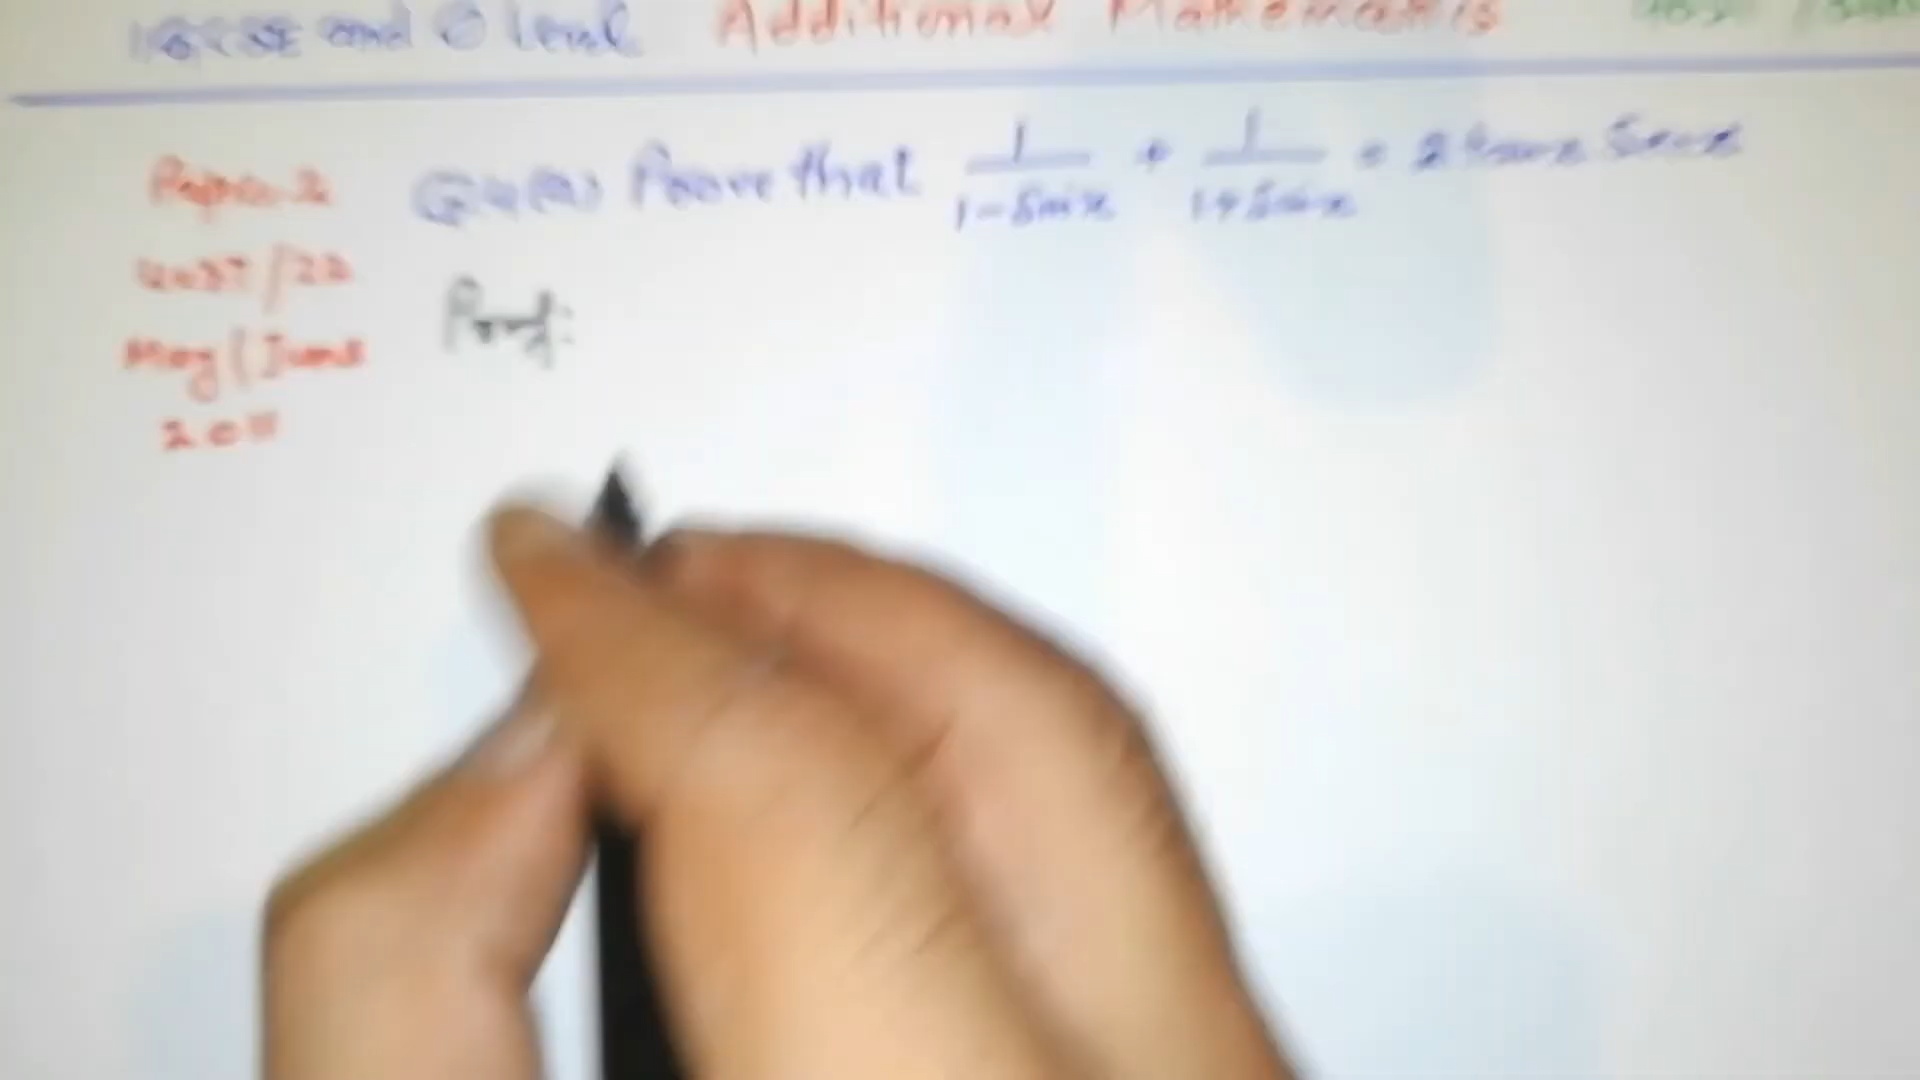 IGCSE and O Level Additional Mathematics
Q4(a) Prove that 1/(1-Sinx) + 1/(1+Sinx) = 2 tanx Secx
Paper-2
4037/22
May/June
2011
Proof: